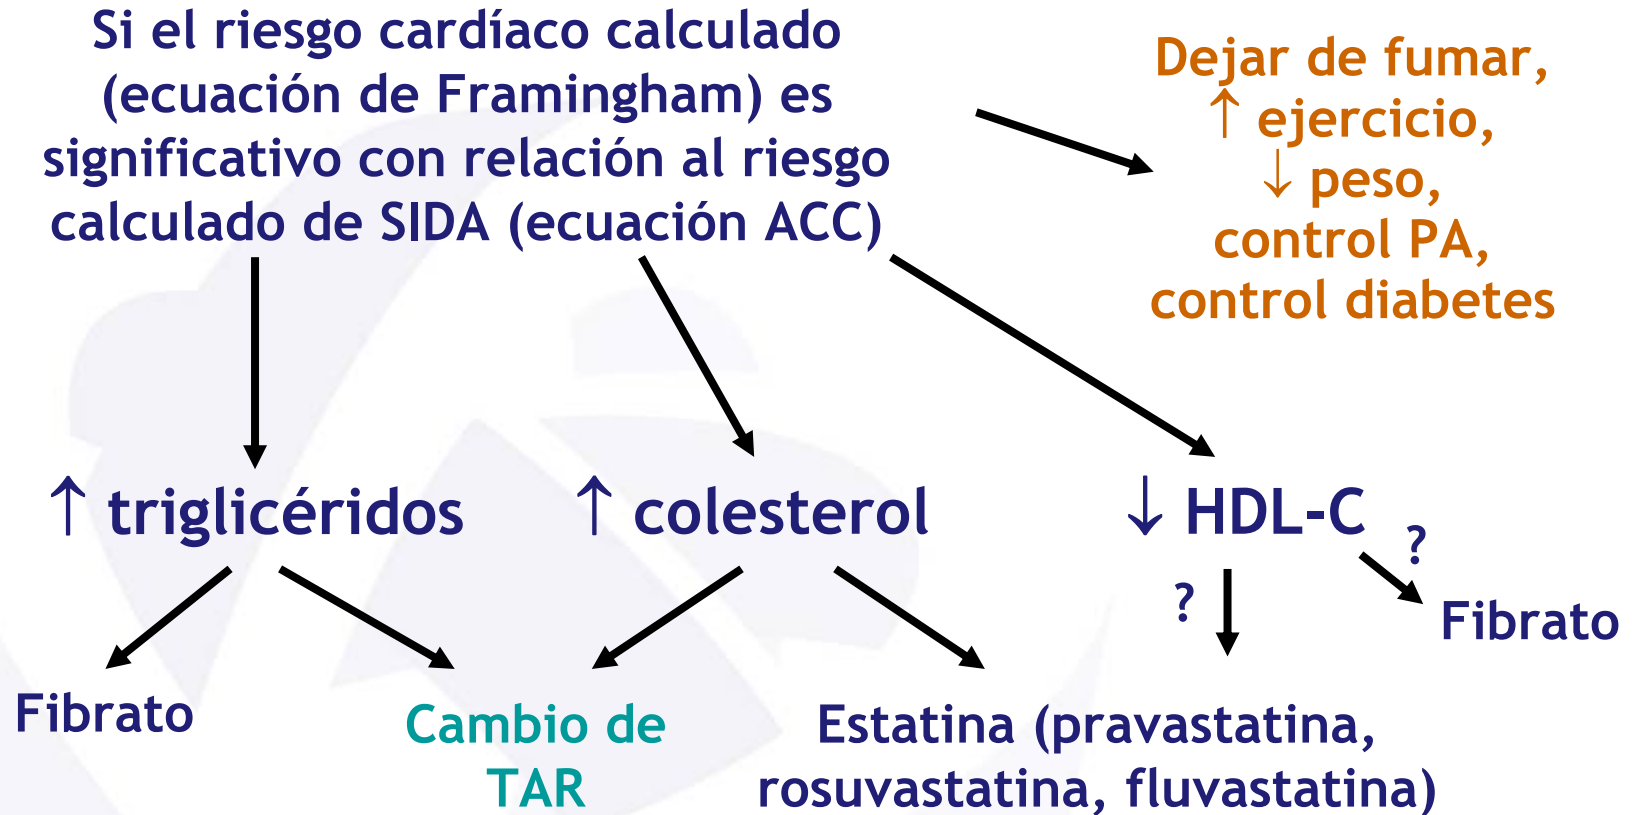 Si el riesgo cardíaco calculado
(ecuación de Framingham) es
significativo con relación al riesgo
calculado de SIDA (ecuación ACC)
Dejar de fumar,
↑ ejercicio,
↓ peso,
control PA,
control diabetes
↑ triglicéridos
↑ colesterol
↓ HDL-C
?
?
Fibrato
Fibrato
Cambio de
TAR
Estatina (pravastatina,
rosuvastatina, fluvastatina)